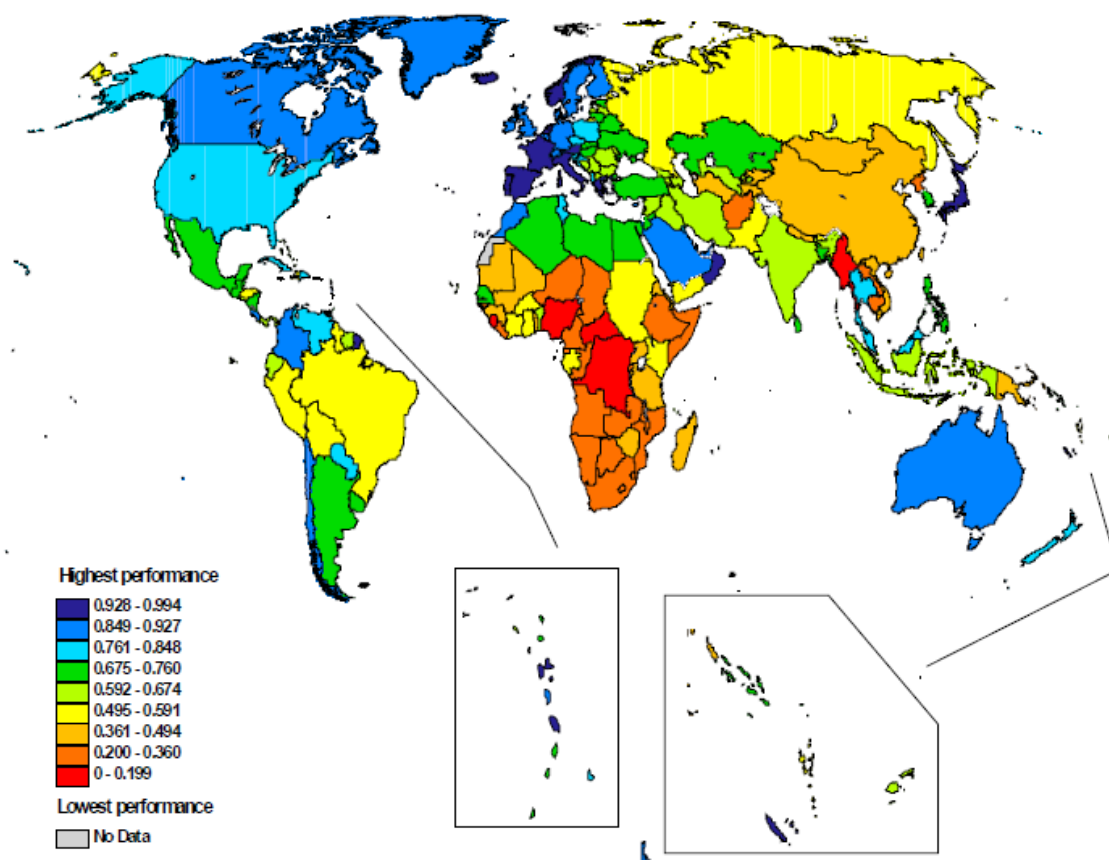 Highest performance
0.928 - 0.994
0.849 - 0.927
0.761 - 0.848
0.675 - 0.760
0.592 - 0.674
0.495 - 0.591
0.361 - 0.494
0.200 - 0.360
0 - 0.199
Lowest performance
No Data